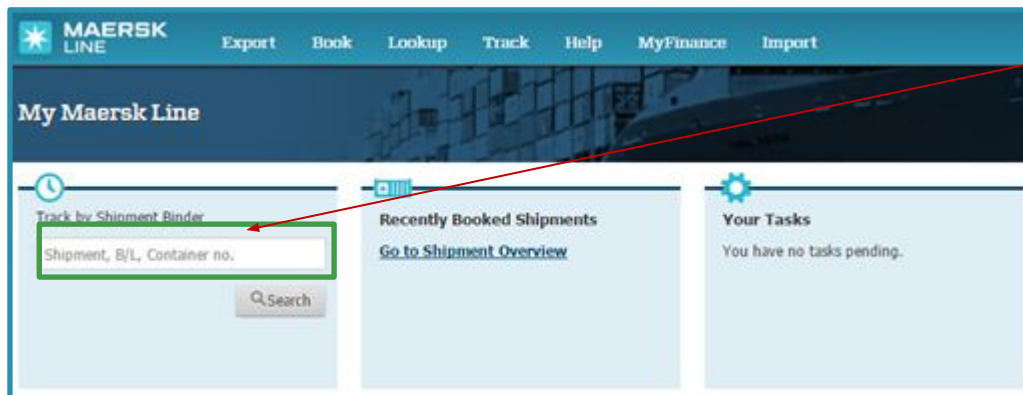 MAERSK
LINE
Export Book Lookup Track Help MyFinance Import
My Maersk Line
Track by Shipment Binder
Shipment, B/L, Container no.
Search
Recently Booked Shipments
Go to Shipment Overview
Your Tasks
You have no tasks pending.